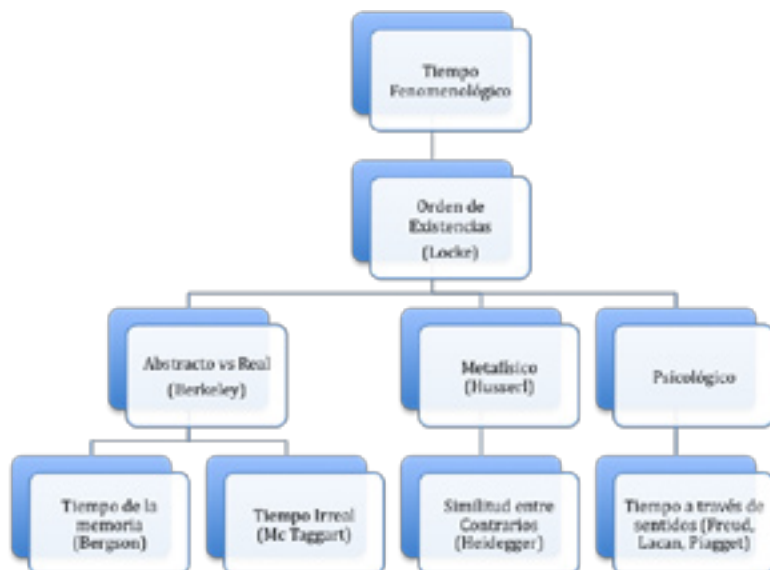 Tiempo
Fenomenológico
Orden de
Existencias
(Locke)
Abstracto vs Real
(Berkeley)
Metafísico
(Husserl)
Psicológico
Tiempo de la
memoria
(Bergson)
Tiempo Irreal
(Mc Taggart)
Similitud entre
Contrarios
(Heidegger)
Tiempo a través de
sentidos (Freud,
Lacan, Piagget)